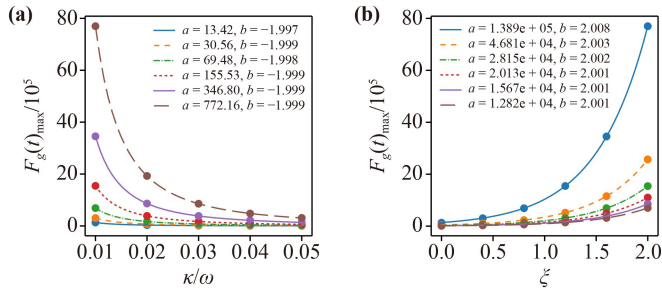 (a)
a = 13.42, b = −1.997
a = 30.56, b = −1.999
a = 69.48, b = −1.998
a = 155.53, b = −1.999
a = 346.80, b = −1.999
a = 772.16, b = −1.999
F_g(t)_max/10^5
80
60
40
20
0
0.01 0.02 0.03 0.04 0.05
κ/ω
(b)
a = 1.389e + 05, b = 2.008
a = 4.681e + 04, b = 2.003
a = 2.815e + 04, b = 2.002
a = 2.013e + 04, b = 2.001
a = 1.567e + 04, b = 2.001
a = 1.282e + 04, b = 2.001
F_g(t)_max/10^5
80
60
40
20
0
0.0 0.4 0.8 1.2 1.6 2.0
ξ